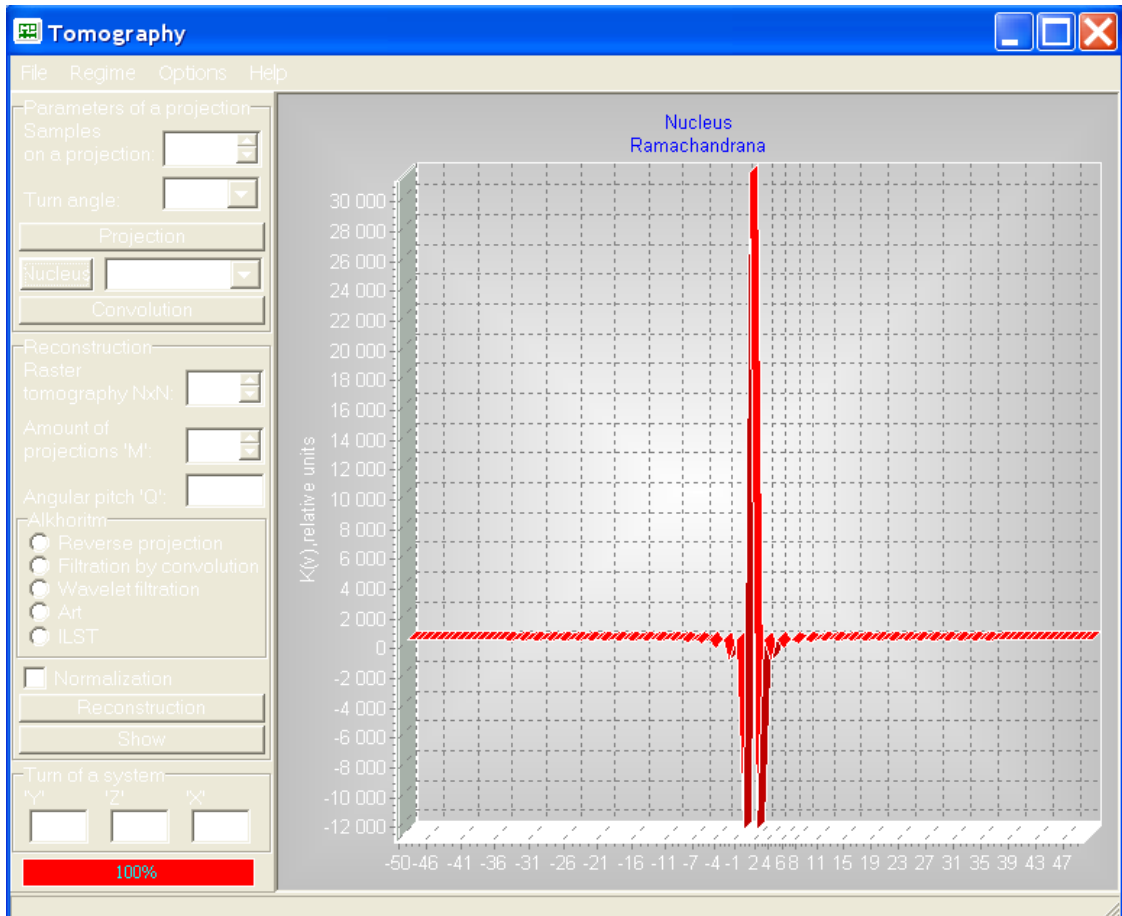 Tomography
File Regime Options Help
Parameters of a projection
Samples
on a projection:
Turn angle:
Projection
Nucleus
Convolution
Reconstruction
Raster
tomography NxN:
Amount of
projections 'M':
Angular pitch 'O':
Alkhoritm
Reverse projection
Filtration by convolution
Wavelet filtration
Art
ILST
Normalization
Reconstruction
Show
Turn of a system
'Y' 'Z' 'X'
100%
Nucleus
Ramachandrana
K(v),relative units
30 000
28 000
26 000
24 000
22 000
20 000
18 000
16 000
14 000
12 000
10 000
8 000
6 000
4 000
2 000
0
-2 000
-4 000
-6 000
-8 000
-10 000
-12 000
-50 -46 -41 -36 -31 -26 -21 -16 -11 -7 -4 -1 2 4 6 8 11 15 19 23 27 31 35 39 43 47